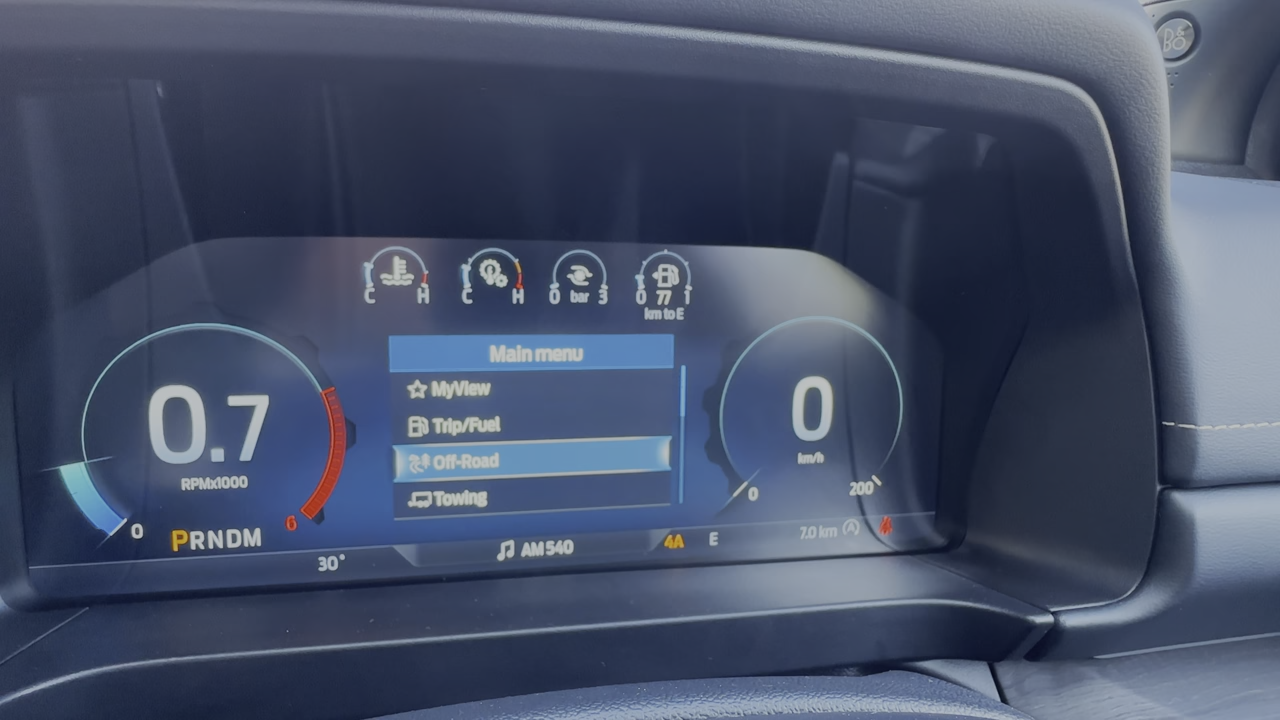 B&O
C H
C H
0 bar 3
0 77 1
km to E
Main menu
MyView
Trip/Fuel
Off-Road
Towing
0.7
RPMx1000
0
6
PRNDM
0
km/h
0
200
30°
AM 540
4A
E
7.0 km
A